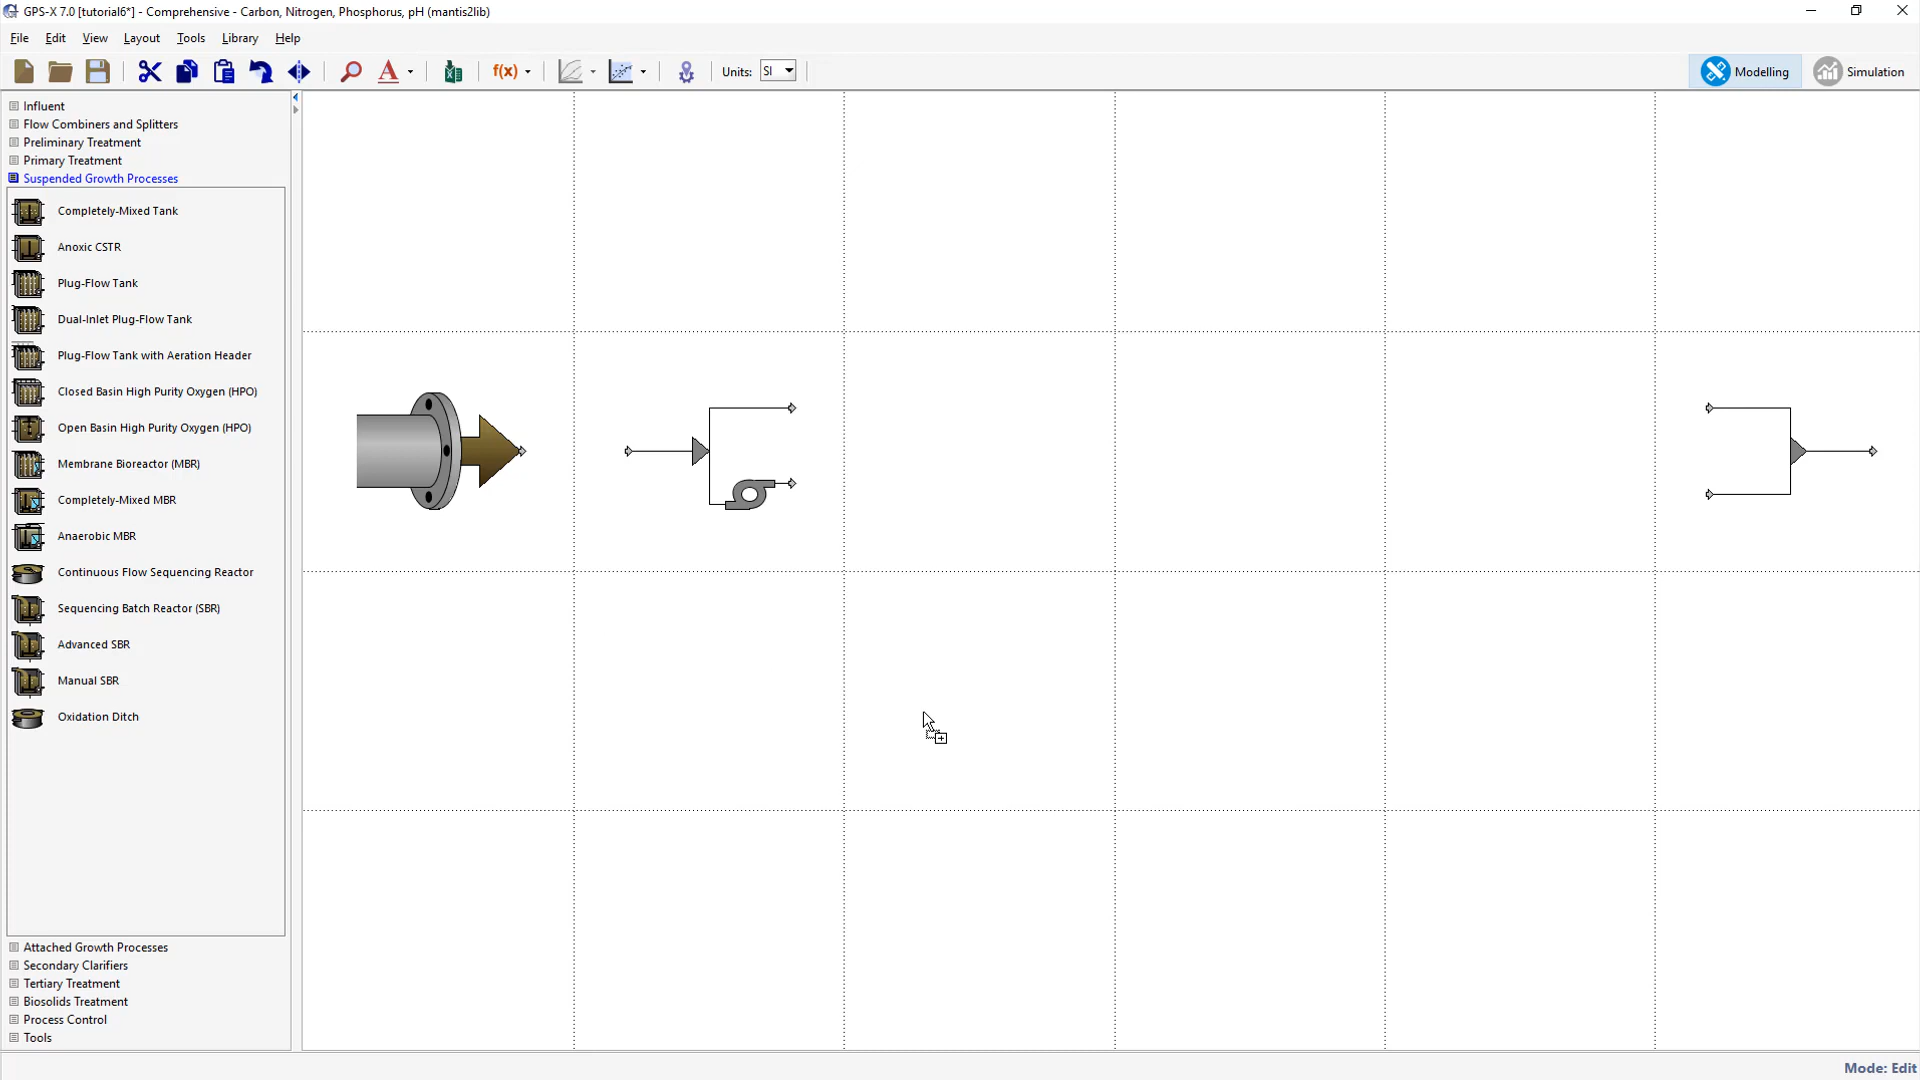 GPS-X 7.0 [tutorial6*] - Comprehensive - Carbon, Nitrogen, Phosphorus, pH (mantis2lib)
File Edit View Layout Tools Library Help
A f(x) Units: SI Modelling Simulation
Influent
Flow Combiners and Splitters
Preliminary Treatment
Primary Treatment
Suspended Growth Processes
Completely-Mixed Tank
Anoxic CSTR
Plug-Flow Tank
Dual-Inlet Plug-Flow Tank
Plug-Flow Tank with Aeration Header
Closed Basin High Purity Oxygen (HPO)
Open Basin High Purity Oxygen (HPO)
Membrane Bioreactor (MBR)
Completely-Mixed MBR
Anaerobic MBR
Continuous Flow Sequencing Reactor
Sequencing Batch Reactor (SBR)
Advanced SBR
Manual SBR
Oxidation Ditch
Attached Growth Processes
Secondary Clarifiers
Tertiary Treatment
Biosolids Treatment
Process Control
Tools
Mode: Edit